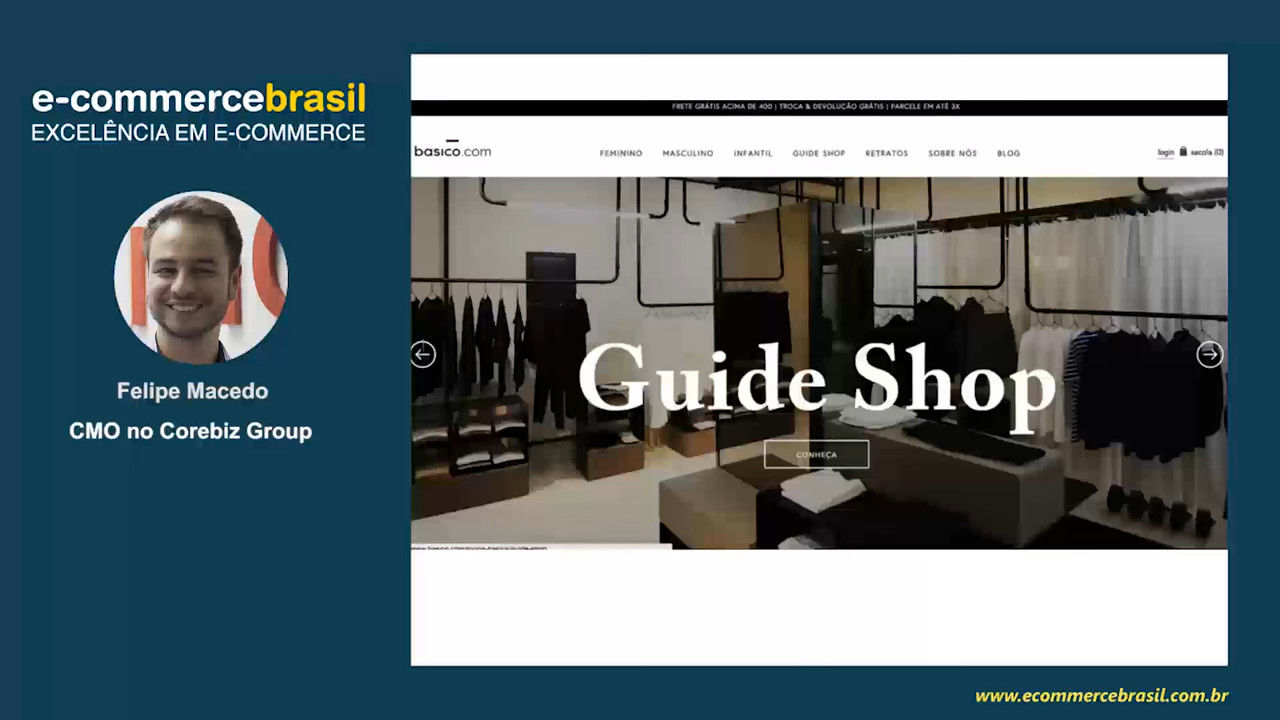 e-commercebrasil
EXCELÊNCIA EM E-COMMERCE
Felipe Macedo
CMO no Corebiz Group
FRETE GRÁTIS ACIMA DE 400 | TROCA & DEVOLUÇÃO GRÁTIS | PARCELE EM ATÉ 3X
basico.com
FEMININO MASCULINO INFANTIL GUIDE SHOP RETRATOS SOBRE NÓS BLOG
login sacola (0)
Guide Shop
CONHEÇA
www.ecommercebrasil.com.br